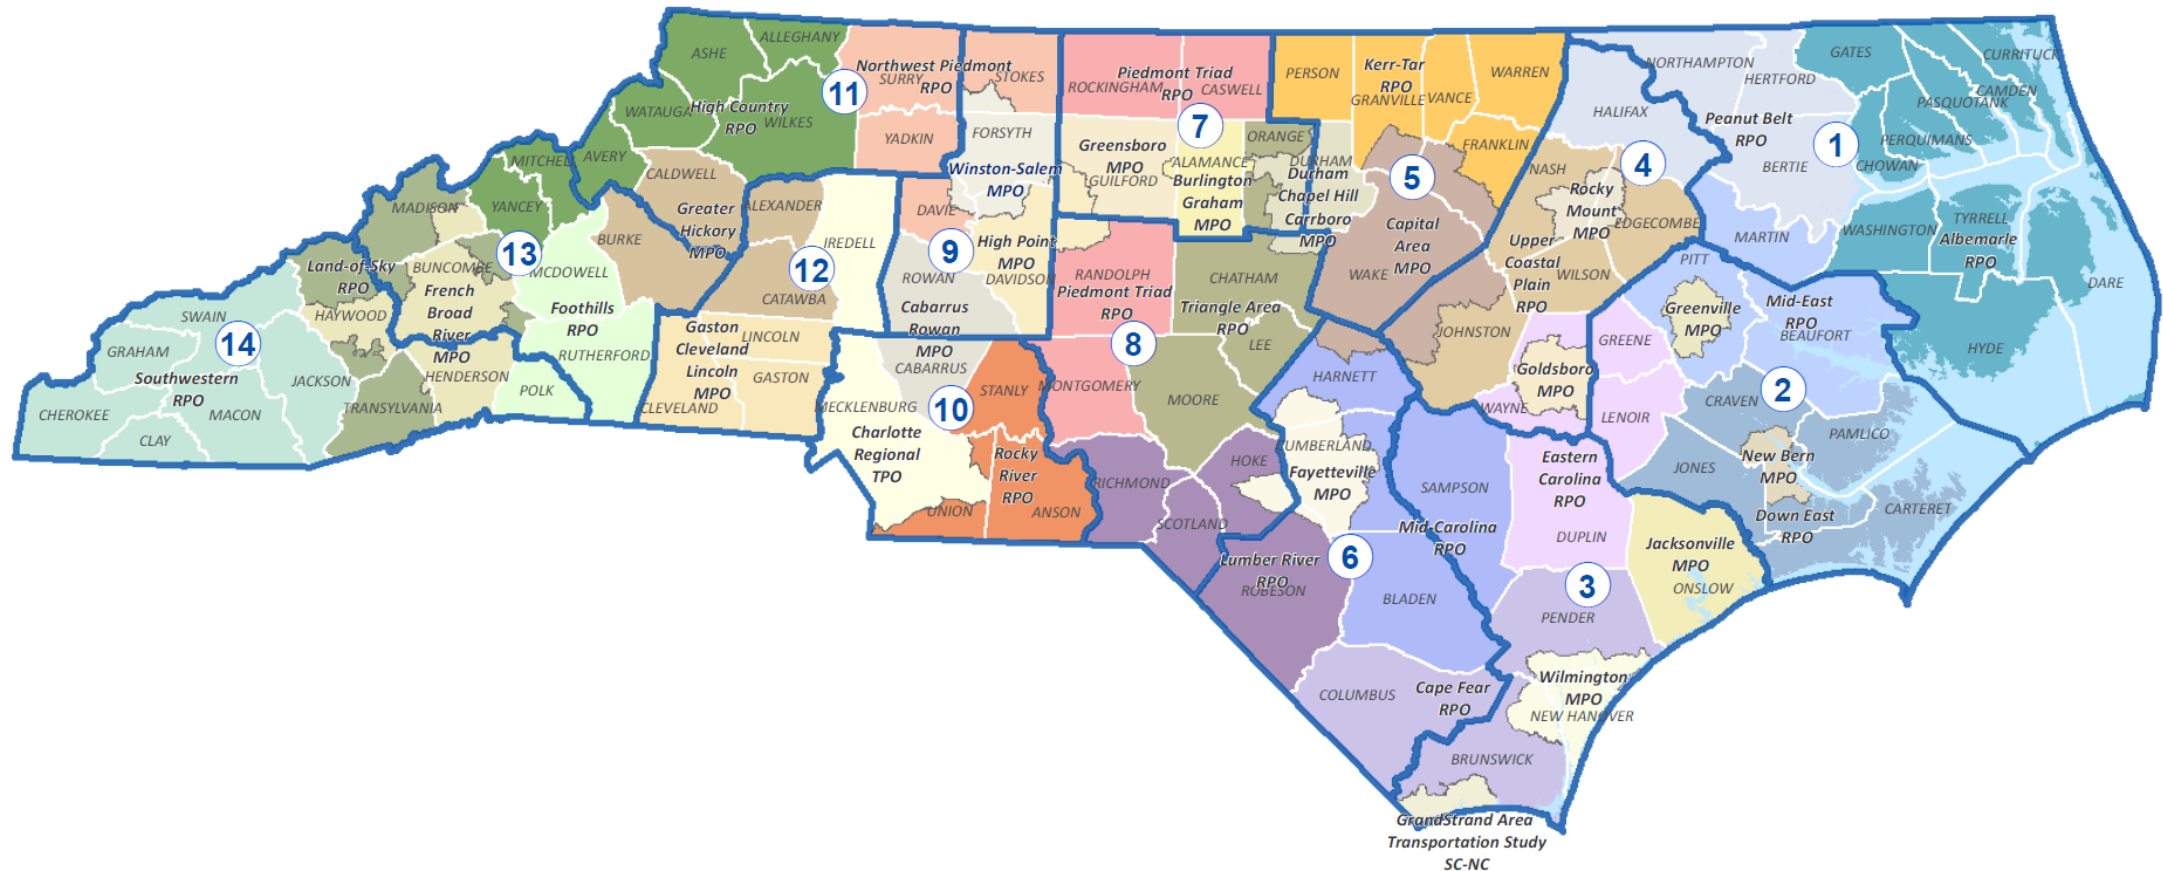 ASHE
ALLEGHANY
Northwest Piedmont
RPO
SURRY
STOKES
WATAUGA
High Country
RPO
WILKES
11
YADKIN
FORSYTH
Winston-Salem
MPO
Piedmont Triad
RPO
ROCKINGHAM
CASWELL
7
Greensboro
MPO
GUILFORD
ALAMANCE
Burlington
Graham
MPO
ORANGE
DURHAM
Durham
Chapel Hill
Carrboro
MPO
PERSON
Kerr-Tar
RPO
GRANVILLE
VANCE
WARREN
FRANKLIN
5
Capital
Area
MPO
WAKE
HALIFAX
NORTHAMPTON
HERTFORD
GATES
CURRITUCK
CAMDEN
PASQUOTANK
PERQUIMANS
CHOWAN
Peanut Belt
RPO
BERTIE
1
4
NASH
Rocky
Mount
MPO
EDGECOMBE
Upper
Coastal
Plain
RPO
WILSON
MARTIN
WASHINGTON
TYRRELL
Albemarle
RPO
DARE
HYDE
MITCHELL
AVERY
CALDWELL
MADISON
YANCEY
Greater
Hickory
MPO
ALEXANDER
IREDELL
BURKE
13
MCDOWELL
12
CATAWBA
DAVIE
9
High Point
MPO
DAVIDSON
ROWAN
Cabarrus
Rowan
MPO
CABARRUS
Land-of-Sky
RPO
BUNCOMBE
French
Broad
River
MPO
HAYWOOD
Foothills
RPO
RUTHERFORD
HENDERSON
POLK
TRANSYLVANIA
SWAIN
14
GRAHAM
Southwestern
RPO
JACKSON
CHEROKEE
MACON
CLAY
Gaston
Cleveland
Lincoln
MPO
LINCOLN
GASTON
CLEVELAND
MECKLENBURG
Charlotte
Regional
TPO
10
STANLY
Rocky
River
RPO
UNION
ANSON
RANDOLPH
Piedmont Triad
RPO
CHATHAM
Triangle Area
RPO
LEE
8
MONTGOMERY
MOORE
RICHMOND
HOKE
SCOTLAND
HARNETT
CUMBERLAND
Fayetteville
MPO
JOHNSTON
Goldsboro
MPO
WAYNE
GREENE
LENOIR
PITT
Greenville
MPO
Mid-East
RPO
BEAUFORT
2
CRAVEN
PAMLICO
New Bern
MPO
JONES
Down East
RPO
CARTERET
Eastern
Carolina
RPO
SAMPSON
Mid-Carolina
RPO
DUPLIN
Jacksonville
MPO
ONSLOW
Lumber River
RPO
ROBESON
6
BLADEN
3
PENDER
COLUMBUS
Cape Fear
RPO
Wilmington
MPO
NEW HANOVER
BRUNSWICK
GrandStrand Area
Transportation Study
SC-NC